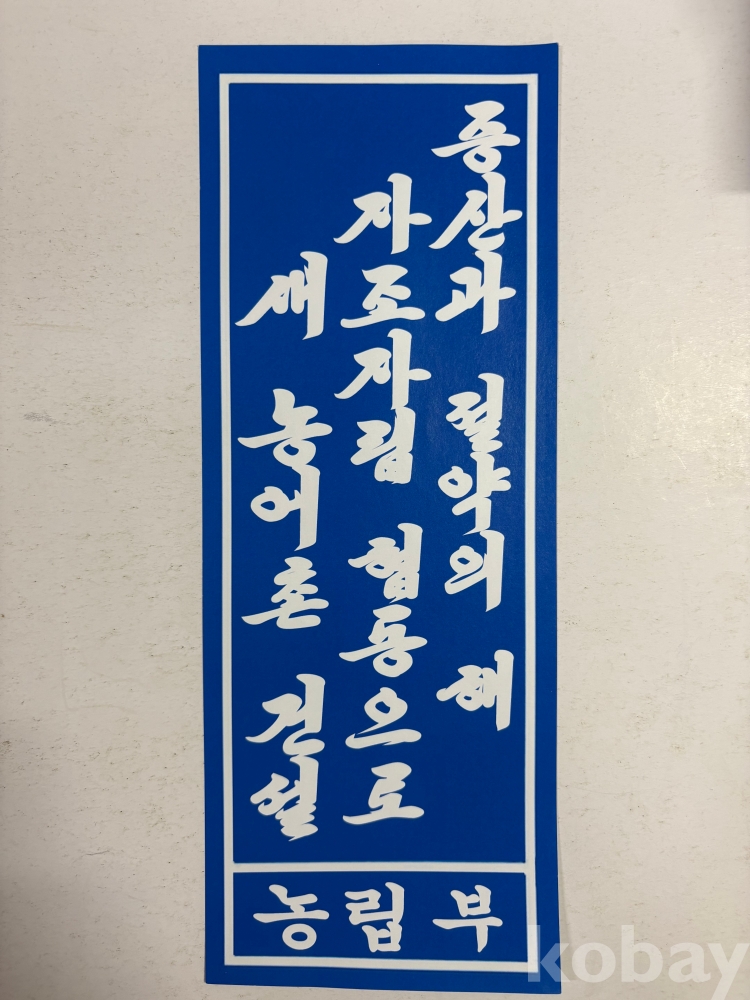 증산과 절약의 해
자조자립 협동으로
새 농어촌 건설
농림부
kobay